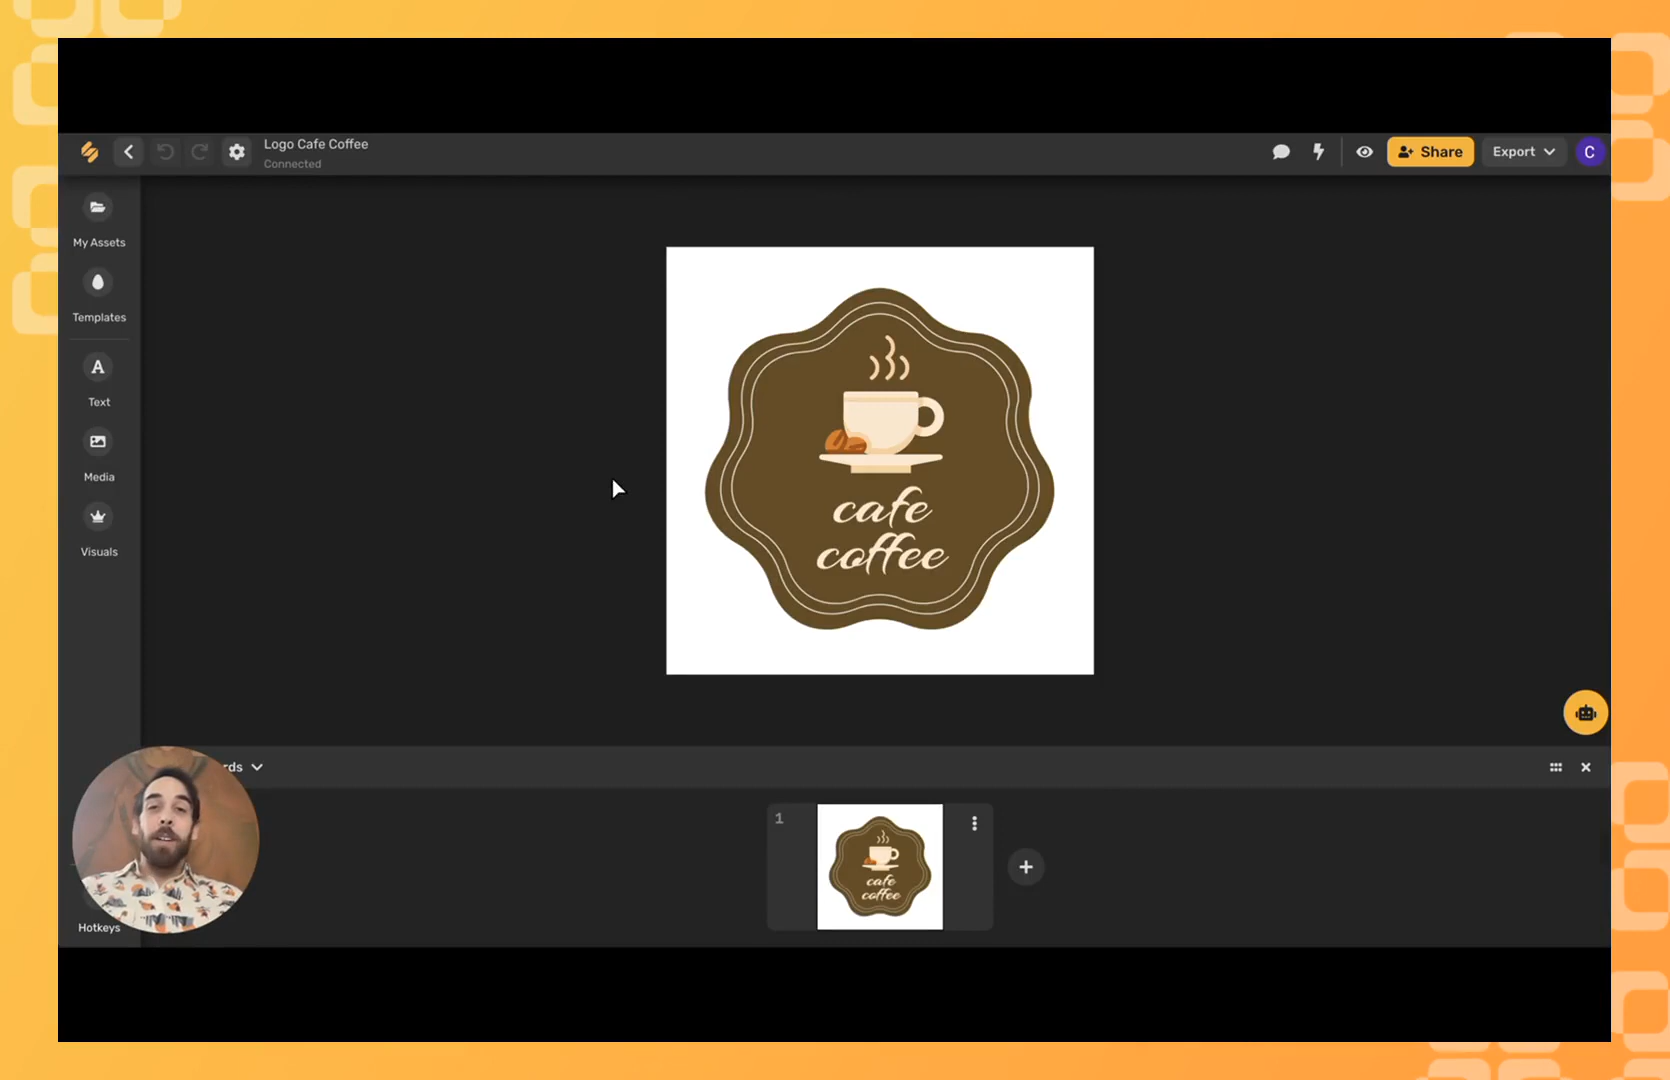 Logo Cafe Coffee
Connected
Share
Export
C
My Assets
Templates
A
Text
Media
Visuals
cafe
coffee
rds
1
cafe
coffee
Hotkeys